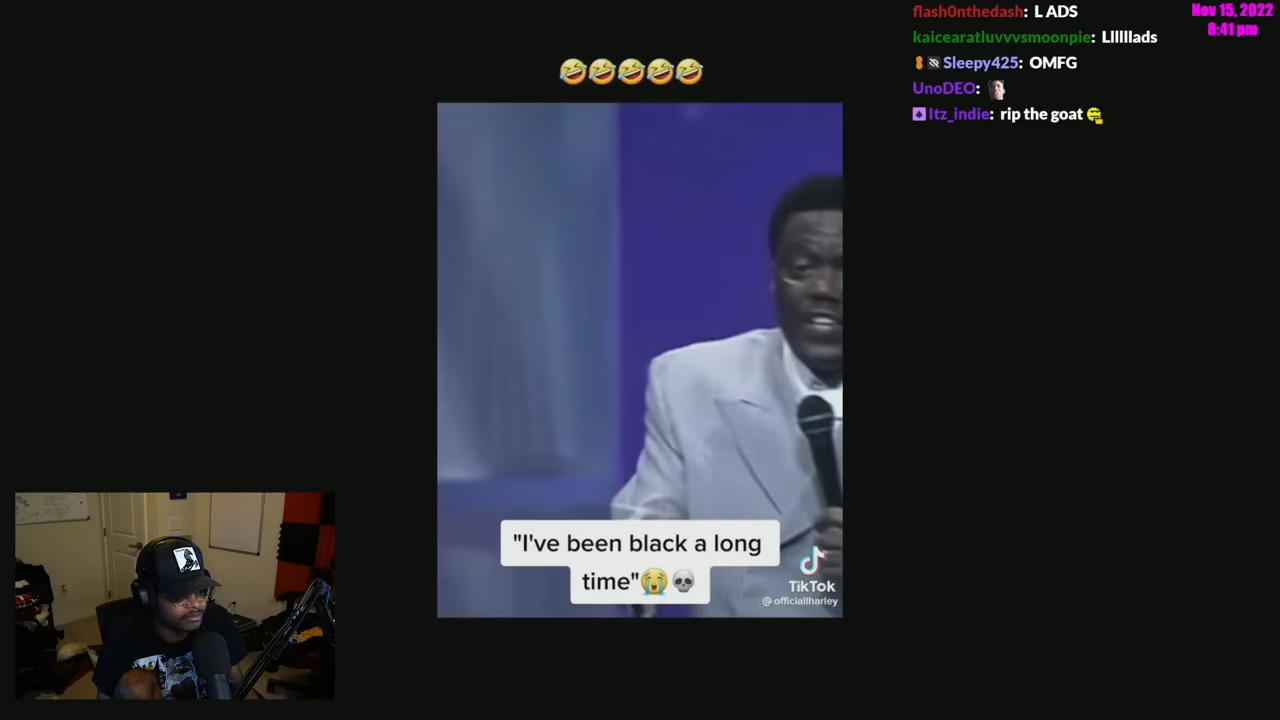 flash0nthedash: L ADS
kaicearatluvvvsmoonpie: Llllllads
Sleepy425: OMFG
UnoDEO:
Itz_indie: rip the goat
Nov 15, 2022
8:41 pm
"I've been black a long
time"
TikTok
@officiallharley